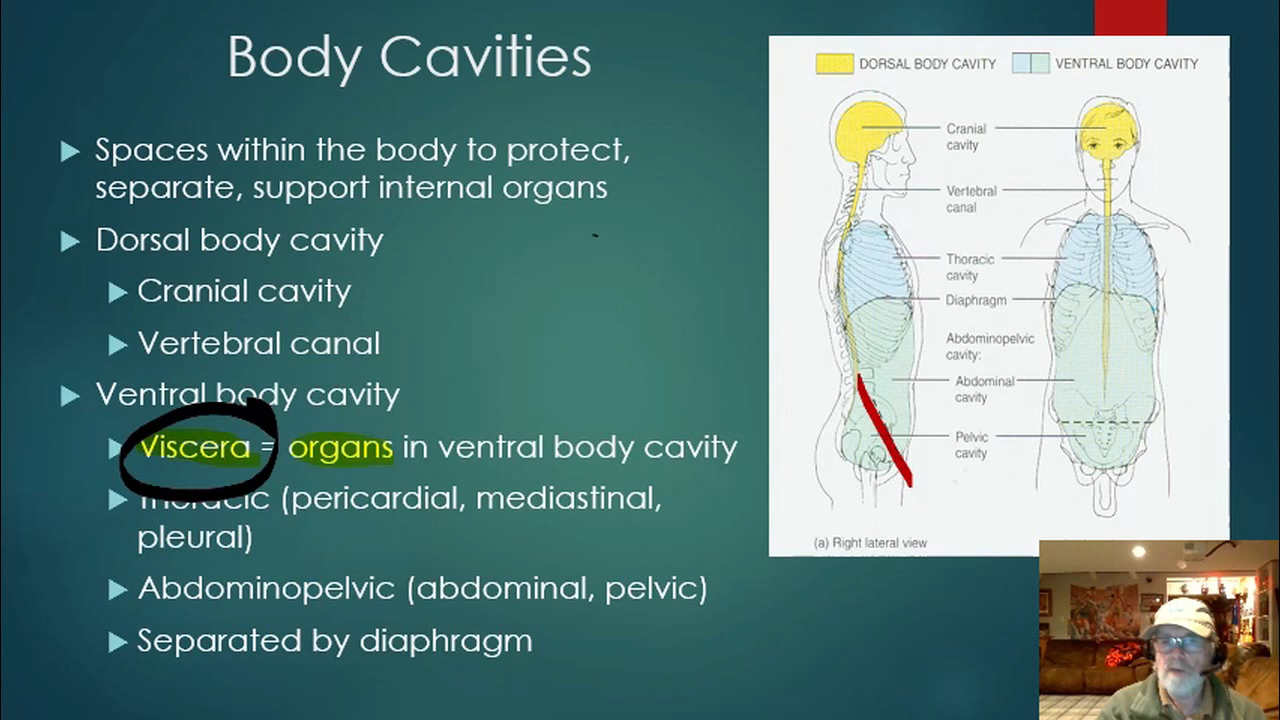 Body Cavities
Spaces within the body to protect,
separate, support internal organs
Dorsal body cavity
Cranial cavity
Vertebral canal
Ventral body cavity
Viscera = organs in ventral body cavity
Thoracic (pericardial, mediastinal,
pleural)
Abdominopelvic (abdominal, pelvic)
Separated by diaphragm
DORSAL BODY CAVITY
VENTRAL BODY CAVITY
Cranial
cavity
Vertebral
canal
Thoracic
cavity
Diaphragm
Abdominopelvic
cavity:
Abdominal
cavity
Pelvic
cavity
(a) Right lateral view